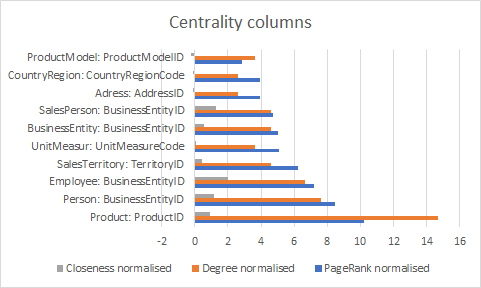 Centrality columns
ProductModel: ProductModelID
CountryRegion: CountryRegionCode
Adress: AddressID
SalesPerson: BusinessEntityID
BusinessEntity: BusinessEntityID
UnitMeasur: UnitMeasureCode
SalesTerritory: TerritoryID
Employee: BusinessEntityID
Person: BusinessEntityID
Product: ProductID
-2 0 2 4 6 8 10 12 14 16
Closeness normalised Degree normalised PageRank normalised